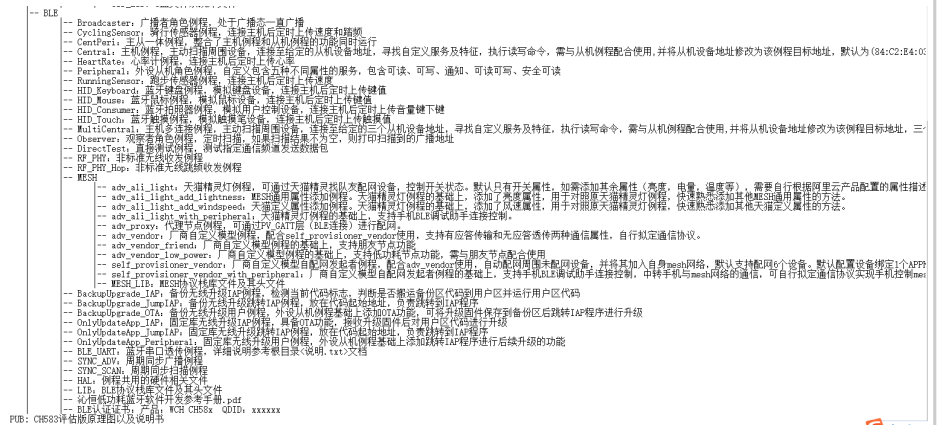 -- BLE
-- Broadcaster: 广播者角色例程，处于广播态一直广播
-- CyclingSensor: 骑行传感器例程，连接主机后定时上传速度和踏频
-- CentPeri: 主从一体例程，整合了主机例程和从机例程的功能同时运行
-- Central: 主机例程，主动扫描周围设备，连接至给定的从机设备地址，寻找自定义服务及特征，执行读写命令，需与从机例程配合使用,并将从机设备地址修改为该例程目标地址，默认为(84:C2:E4:03
-- HeartRate: 心率计例程，连接主机后定时上传心率
-- Peripheral: 外设从机角色例程，自定义包含五种不同属性的服务，包含可读、可写、通知、可读可写、安全可读
-- RunningSensor: 跑步传感器例程，连接主机后定时上传速度
-- HID_Keyboard: 蓝牙键盘例程，模拟键盘设备，连接主机后定时上传键值
-- HID_Mouse: 蓝牙鼠标例程，模拟鼠标设备，连接主机后定时上传键值
-- HID_Consumer: 蓝牙拍照器例程，模拟用户控制设备，连接主机后定时上传音量键下键
-- HID_Touch: 蓝牙触摸例程，模拟触摸笔设备，连接主机后定时上传触摸值
-- MultiCentral: 主机多连接例程，主动扫描周围设备，连接至给定的三个从机设备地址，寻找自定义服务及特征，执行读写命令，需与从机例程配合使用,并将从机设备地址修改为该例程目标地址，三
-- Observer: 观察者角色例程，定时扫描，如果扫描结果不为空，则打印扫描到的广播地址
-- DirectTest: 直接测试例程，测试指定通信频道发送数据包
-- RF_PHY: 非标准无线收发例程
-- RF_PHY_Hop: 非标准无线跳频收发例程
-- MESH
-- adv_ali_light: 天猫精灵灯例程，可通过天猫精灵找队友配网设备，控制开关状态。默认只有开关属性，如需添加其余属性（亮度，电量，温度等），需要自行根据阿里云产品配置的属性描述
-- adv_ali_light_add_lightness: MESH通用属性添加例程。天猫精灵灯例程的基础上，添加了亮度属性，用于对照原天猫精灵灯例程，快速熟悉添加其他MESH通用属性的方法。
-- adv_ali_light_add_windspeed: 天猫定义属性添加例程。天猫精灵灯例程的基础上，添加了风速属性，用于对照原天猫精灵灯例程，快速熟悉添加其他天猫定义属性的方法。
-- adv_ali_light_with_peripheral: 天猫精灵灯例程的基础上，支持手机BLE调试助手连接控制。
-- adv_proxy: 代理节点例程，可通过PV_GATT层（BLE连接）进行配网。
-- adv_vendor: 厂商自定义模型例程，配合self_provisioner_vendor使用，支持有应答传输和无应答透传两种通信属性，自行拟定通信协议。
-- adv_vendor_friend: 厂商自定义模型例程的基础上，支持朋友节点功能
-- adv_vendor_low_power: 厂商自定义模型例程的基础上，支持低功耗节点功能，需与朋友节点配合使用
-- self_provisioner_vendor: 厂商自定义模型自配网发起者例程，配合adv_vendor使用，自动配网周围未配网设备，并将其加入自身mesh网络，默认支持配网6个设备。默认配置设备绑定1个APPK
-- self_provisioner_vendor_with_peripheral: 厂商自定义模型自配网发起者例程的基础上，支持手机BLE调试助手连接控制，中转手机与mesh网络的通信，可自行拟定通信协议实现手机控制mes
-- MESH_LIB: MESH协议栈库文件及其头文件
-- BackupUpgrade_IAP: 备份无线升级IAP例程，检测当前代码标志，判断是否搬运备份区代码到用户区并运行用户区代码
-- BackupUpgrade_JumpIAP: 备份无线升级跳转IAP例程，放在代码起始地址，负责跳转到IAP程序
-- BackupUpgrade_OTA: 备份无线升级用户例程，外设从机例程基础上添加OTA功能，可将升级固件保存到备份区后跳转IAP程序进行升级
-- OnlyUpdateApp_IAP: 固定库无线升级IAP例程，具备OTA功能，接收升级固件后对用户区代码进行升级
-- OnlyUpdateApp_JumpIAP: 固定库无线升级跳转IAP例程，放在代码起始地址，负责跳转到IAP程序
-- OnlyUpdateApp_Peripheral: 固定库无线升级用户例程，外设从机例程基础上添加跳转IAP程序进行后续升级的功能
-- BLE_UART: 蓝牙串口透传例程，详细说明参考根目录<说明.txt>文档
-- SYNC_ADV: 周期同步广播例程
-- SYNC_SCAN: 周期同步扫描例程
-- HAL: 例程共用的硬件相关文件
-- LIB: BLE协议栈库文件及其头文件
-- 沁恒低功耗蓝牙软件开发参考手册.pdf
-- BLE认证证书: 产品: WCH CH58x QDID: xxxxxx
PUB: CH583评估版原理图以及说明书